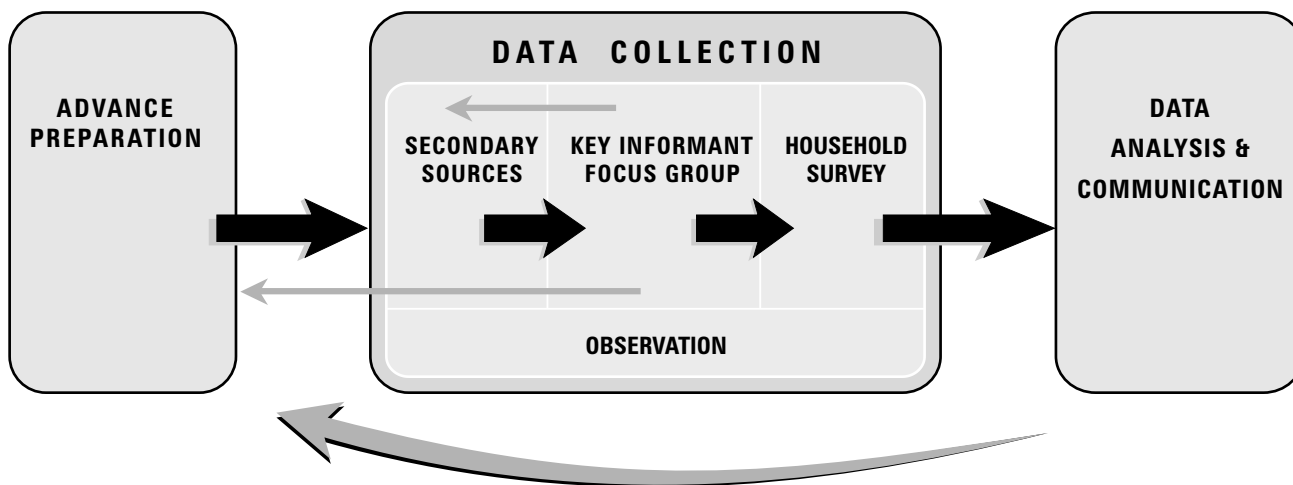 ADVANCE
PREPARATION
DATA COLLECTION
SECONDARY
SOURCES
KEY INFORMANT
FOCUS GROUP
HOUSEHOLD
SURVEY
OBSERVATION
DATA
ANALYSIS &
COMMUNICATION